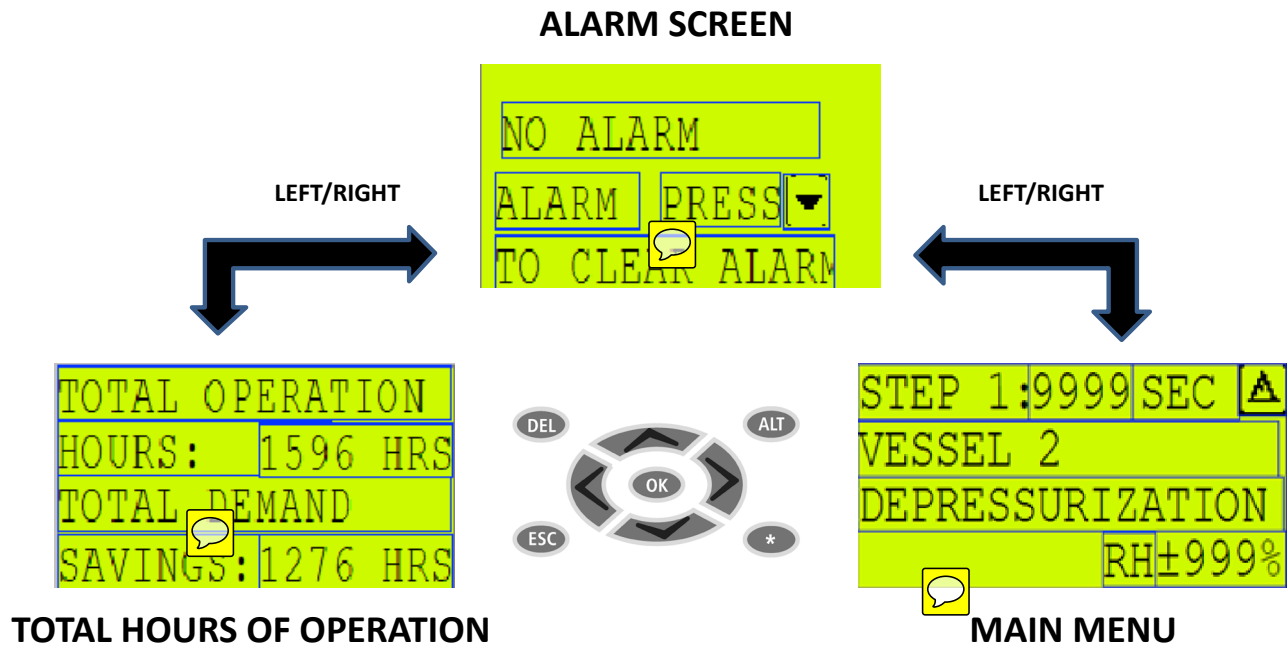 ALARM SCREEN
NO ALARM
ALARM PRESS
TO CLEAR ALARM
LEFT/RIGHT
LEFT/RIGHT
TOTAL OPERATION
HOURS: 1596 HRS
TOTAL DEMAND
SAVINGS: 1276 HRS
TOTAL HOURS OF OPERATION
DEL
ALT
OK
ESC
*
STEP 1:9999 SEC
VESSEL 2
DEPRESSURIZATION
RH±999%
MAIN MENU